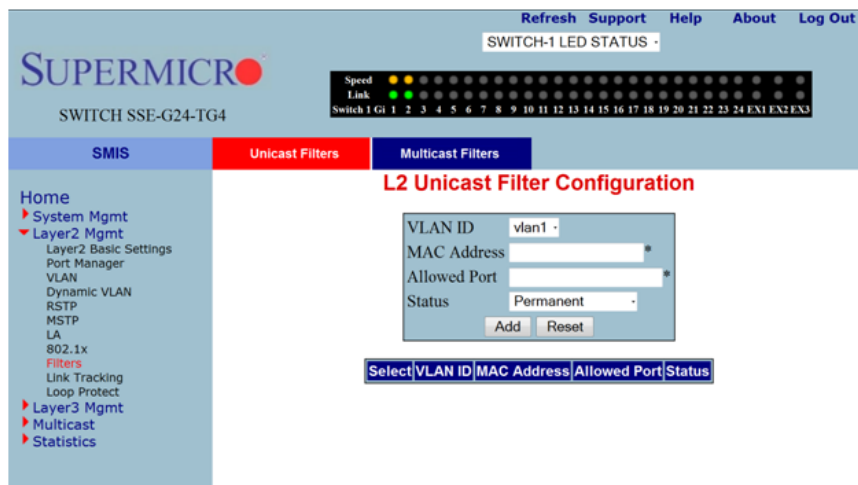 Refresh Support Help About Log Out
SWITCH-1 LED STATUS
SUPERMICRO
SWITCH SSE-G24-TG4
Speed
Link
Switch 1 Gi 1 2 3 4 5 6 7 8 9 10 11 12 13 14 15 16 17 18 19 20 21 22 23 24 EX1 EX2 EX3
SMIS
Unicast Filters
Multicast Filters
Home
System Mgmt
Layer2 Mgmt
Layer2 Basic Settings
Port Manager
VLAN
Dynamic VLAN
RSTP
MSTP
LA
802.1x
Filters
Link Tracking
Loop Protect
Layer3 Mgmt
Multicast
Statistics
L2 Unicast Filter Configuration
VLAN ID vlan1
MAC Address *
Allowed Port *
Status Permanent
Add Reset
Select VLAN ID MAC Address Allowed Port Status